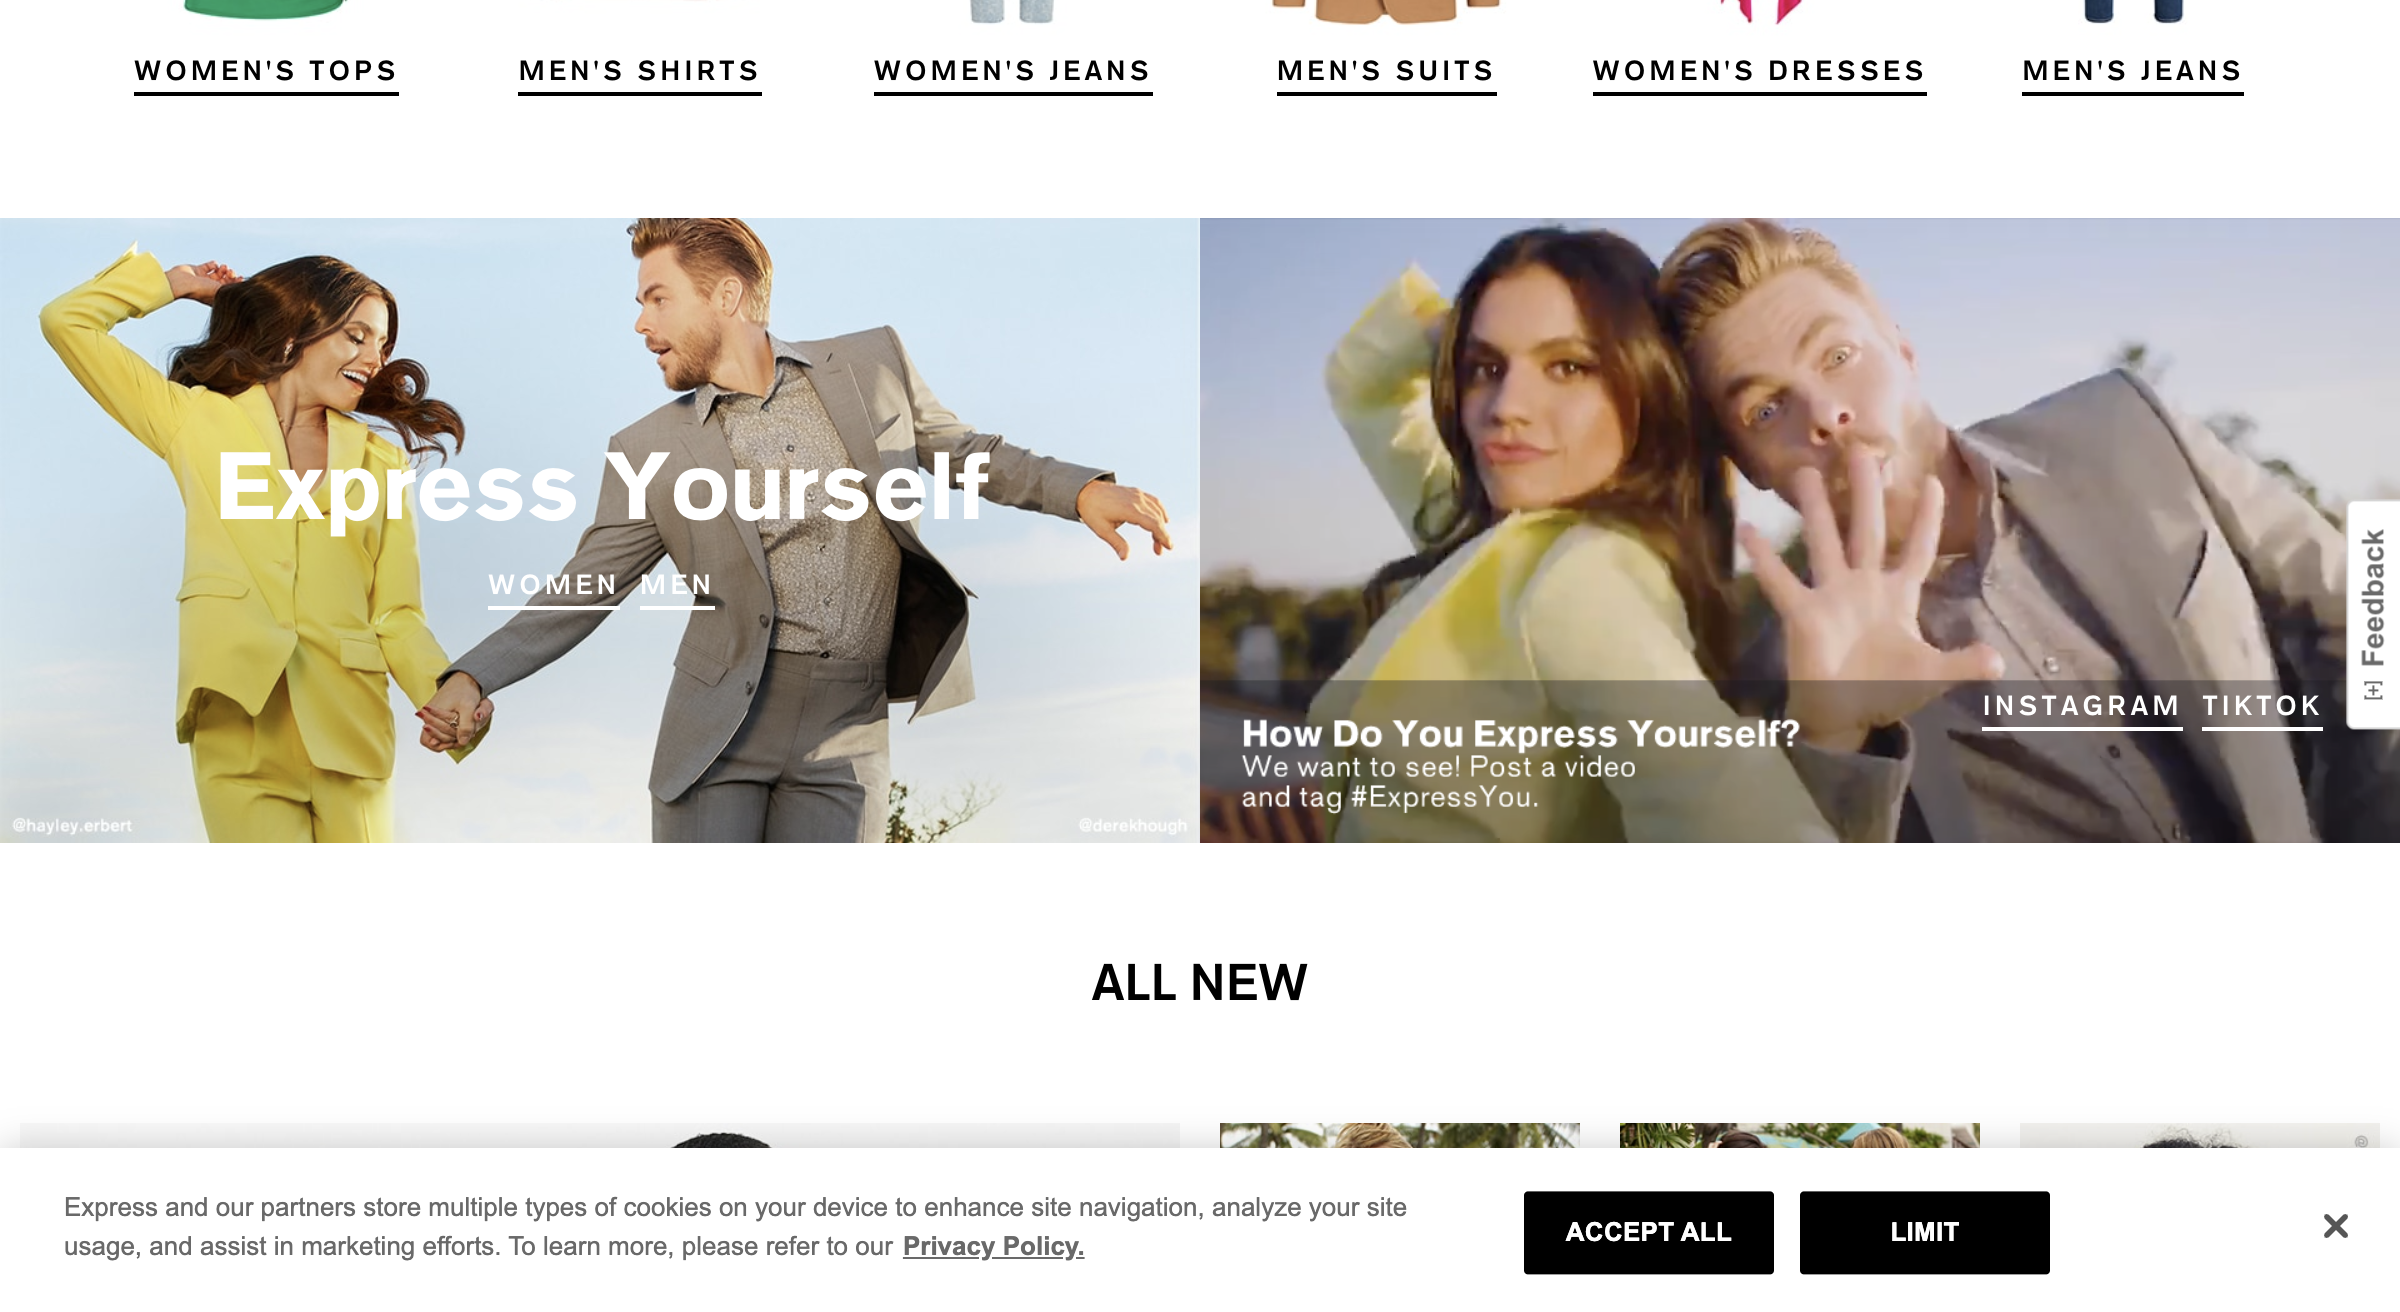 WOMEN'S TOPS
MEN'S SHIRTS
WOMEN'S JEANS
MEN'S SUITS
WOMEN'S DRESSES
MEN'S JEANS
Express Yourself
WOMEN MEN
@hayley.erbert
@derekhough
INSTAGRAM TIKTOK
How Do You Express Yourself?
We want to see! Post a video
and tag #ExpressYou.
[+] Feedback
ALL NEW
Express and our partners store multiple types of cookies on your device to enhance site navigation, analyze your site
usage, and assist in marketing efforts. To learn more, please refer to our Privacy Policy.
ACCEPT ALL
LIMIT